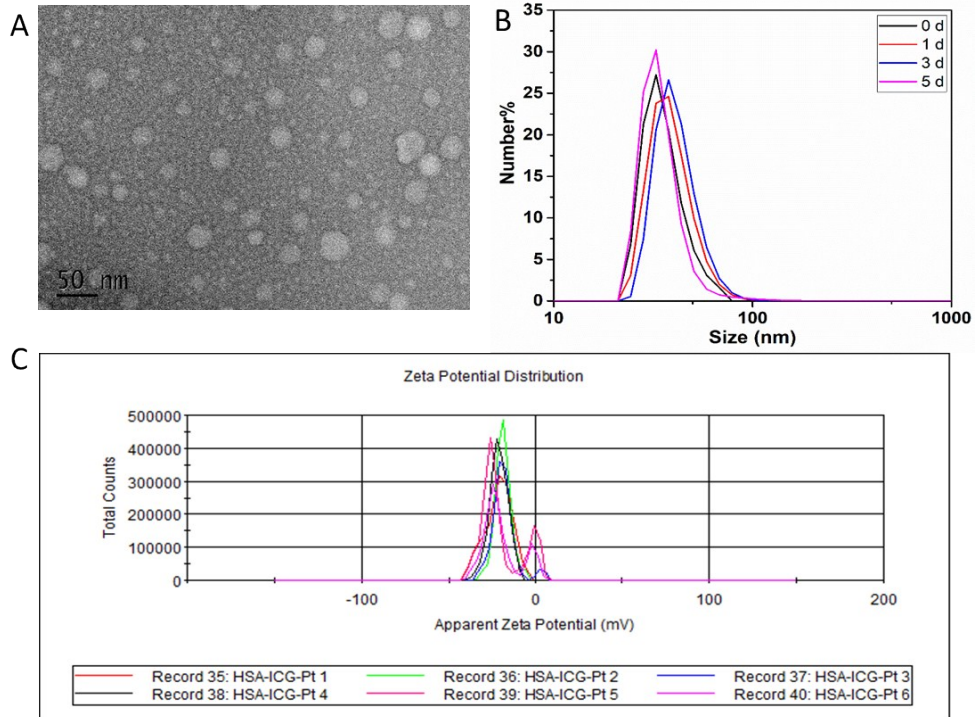 A
50 nm
B
35
30
25
20
15
10
5
0
Number%
10
100
1000
Size (nm)
0 d
1 d
3 d
5 d
C
Zeta Potential Distribution
500000
400000
300000
200000
100000
0
Total Counts
-100
0
100
200
Apparent Zeta Potential (mV)
Record 35: HSA-ICG-Pt 1
Record 36: HSA-ICG-Pt 2
Record 37: HSA-ICG-Pt 3
Record 38: HSA-ICG-Pt 4
Record 39: HSA-ICG-Pt 5
Record 40: HSA-ICG-Pt 6